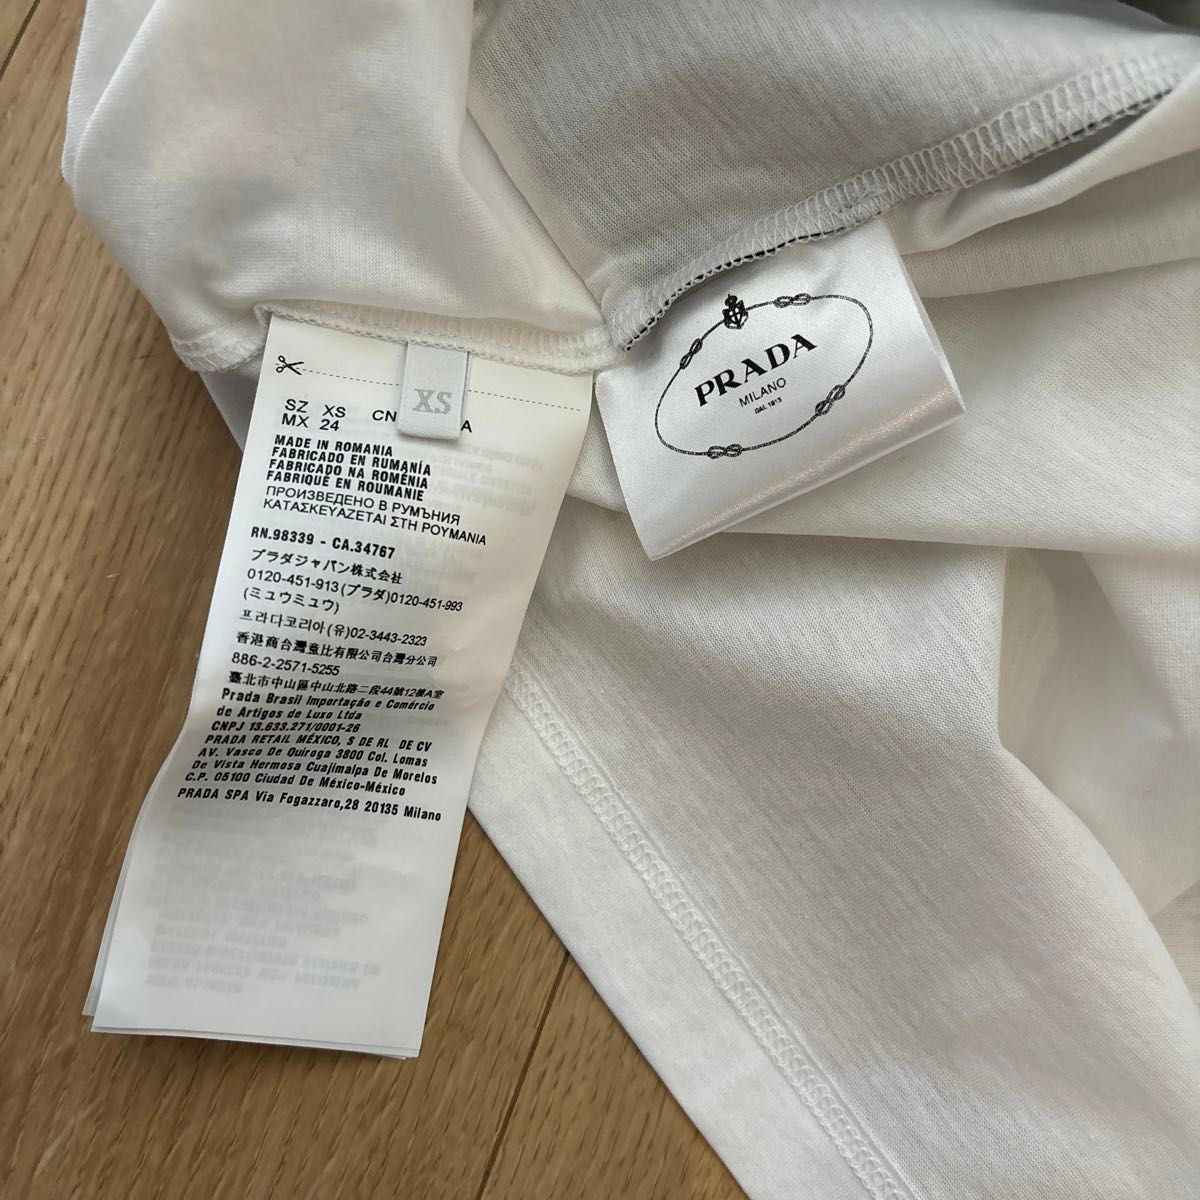 XS
SZ XS CN A
MX 24
MADE IN ROMANIA
FABRICADO EN RUMANÍA
FABRICADO NA ROMÉNIA
FABRIQUÉ EN ROUMANIE
ПРОИЗВЕДЕНО В РУМЪНИЯ
ΚΑΤΑΣΚΕΥΑΖΕΤΑΙ ΣΤΗ ΡΟΥΜΑΝΙΑ
RN.98339 - CA.34767
プラダジャパン株式会社
0120-451-913(プラダ)0120-451-993
(ミュウミュウ)
프라다코리아(유)02-3443-2323
香港商台灣意比有限公司台灣分公司
886-2-2571-5255
臺北市中山區中山北路二段44號12樓A室
Prada Brasil Importação e Comércio
de Artigos de Luxo Ltda
CNPJ 13.633.271/0001-26
PRADA RETAIL MÉXICO, S DE RL DE CV
AV. Vasco De Quiroga 3800 Col. Lomas
De Vista Hermosa Cuajimalpa De Morelos
C.P. 05100 Ciudad De México-México
PRADA SPA Via Fogazzaro,28 20135 Milano
PRADA
MILANO
DAL 1913